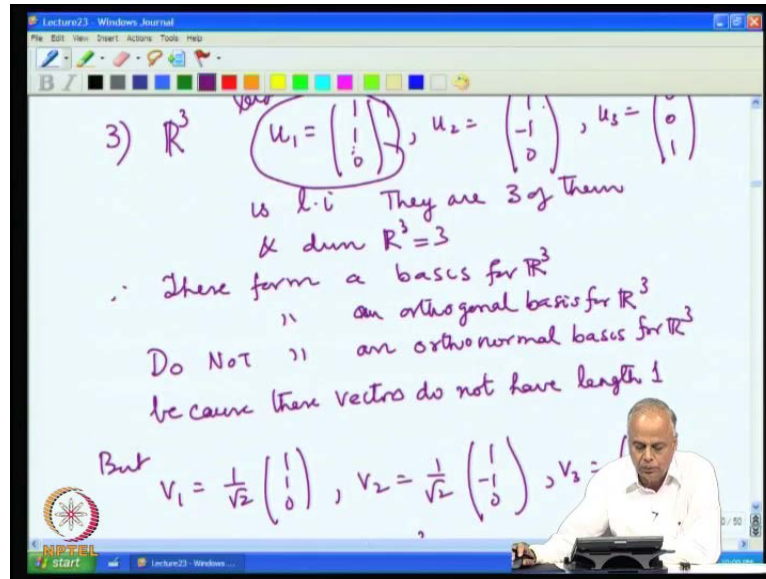 Lecture23 - Windows Journal
File Edit View Insert Actions Tools Help
B I
3) ℝ³ u₁ = (1 1 0), u₂ = (1 -1 0), u₃ = (0 0 1)
is l.i They are 3 of them
& dim ℝ³ = 3
∴ These form a basis for ℝ³
" an orthogonal basis for ℝ³
Do NOT " an orthonormal basis for ℝ³
because these vectors do not have length 1
But V₁ = 1/√2 (1 1 0), V₂ = 1/√2 (1 -1 0), V₃ =
NPTEL
start Lecture23 - Windows ...